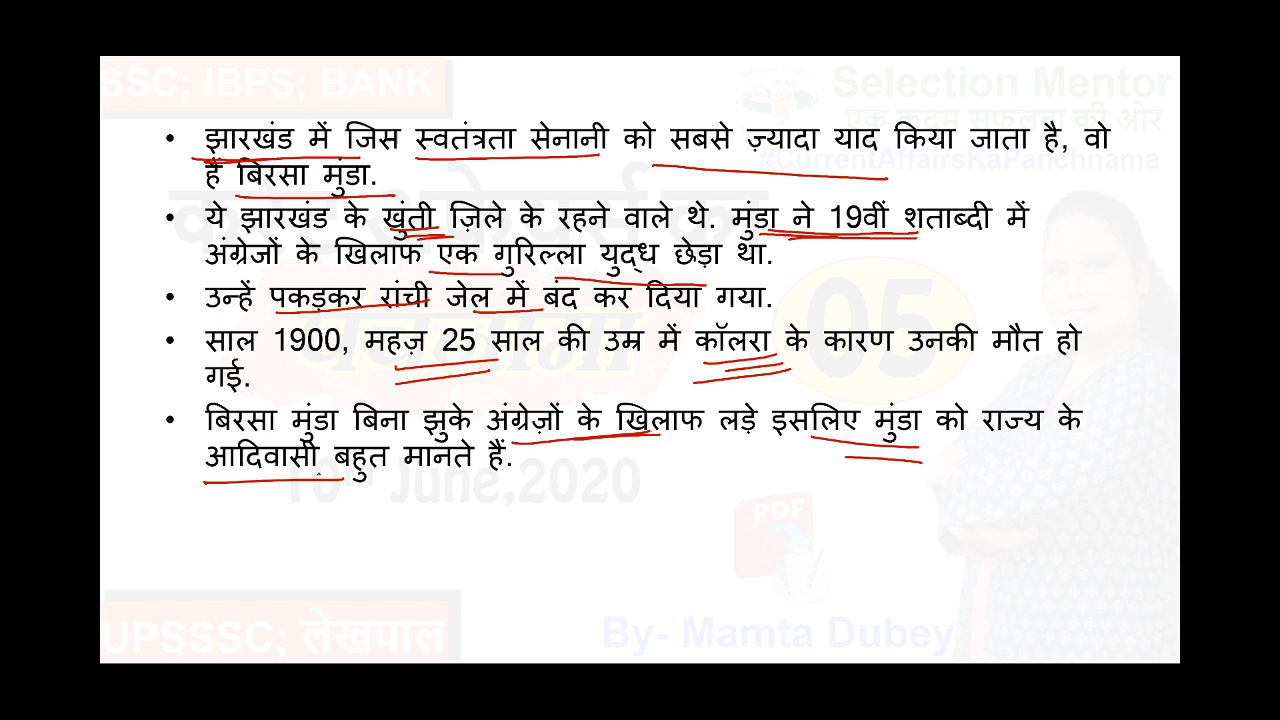 SSC; IBPS; BANK
Selection Mentor
एक कदम सफलता की ओर
• झारखंड में जिस स्वतंत्रता सेनानी को सबसे ज़्यादा याद किया जाता है, वो
#CurrentAffairsKaPanchnama
हैं बिरसा मुंडा.
• ये झारखंड के खुंती ज़िले के रहने वाले थे. मुंडा ने 19वीं शताब्दी में
अंग्रेजों के खिलाफ एक गुरिल्ला युद्ध छेड़ा था.
• उन्हें पकड़कर रांची जेल में बंद कर दिया गया.
05
• साल 1900, महज़ 25 साल की उम्र में कॉलरा के कारण उनकी मौत हो
गई.
• बिरसा मुंडा बिना झुके अंग्रेज़ों के खिलाफ लड़े इसलिए मुंडा को राज्य के
आदिवासी बहुत मानते हैं.
10 June,2020
PDF
UPSSSC; लेखपाल
By- Mamta Dubey